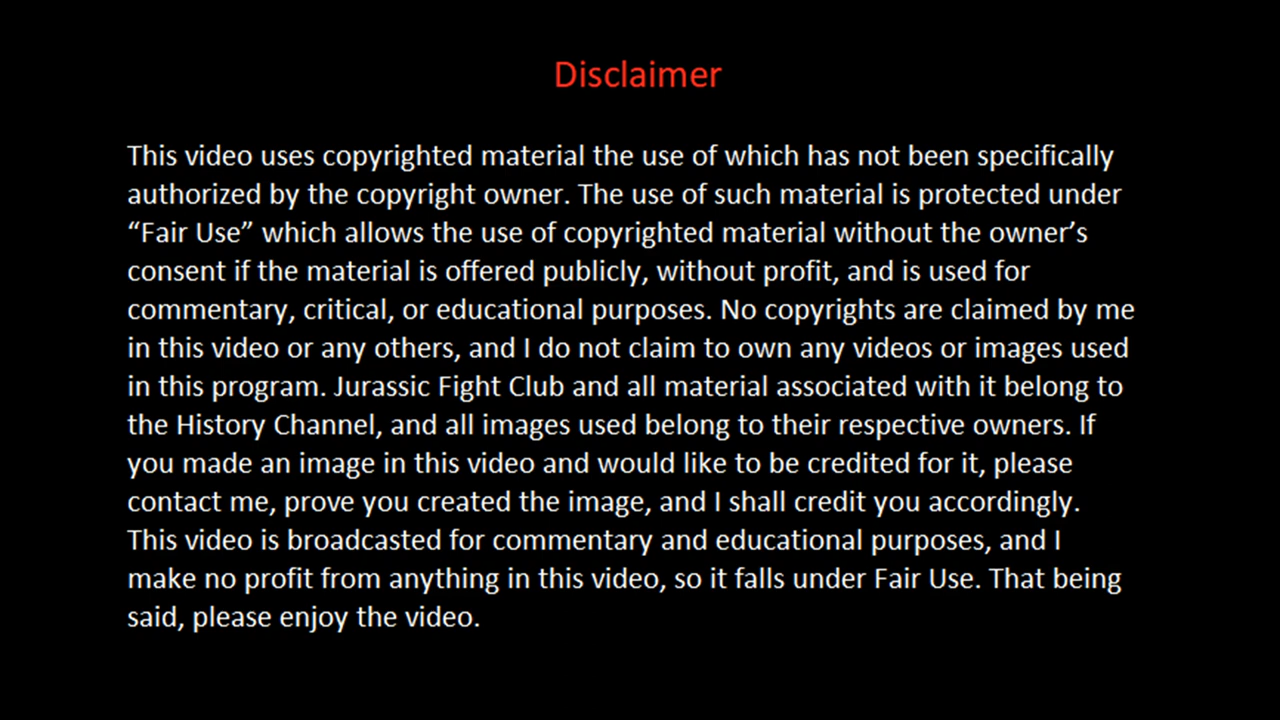 Disclaimer
This video uses copyrighted material the use of which has not been specifically
authorized by the copyright owner. The use of such material is protected under
“Fair Use” which allows the use of copyrighted material without the owner’s
consent if the material is offered publicly, without profit, and is used for
commentary, critical, or educational purposes. No copyrights are claimed by me
in this video or any others, and I do not claim to own any videos or images used
in this program. Jurassic Fight Club and all material associated with it belong to
the History Channel, and all images used belong to their respective owners. If
you made an image in this video and would like to be credited for it, please
contact me, prove you created the image, and I shall credit you accordingly.
This video is broadcasted for commentary and educational purposes, and I
make no profit from anything in this video, so it falls under Fair Use. That being
said, please enjoy the video.